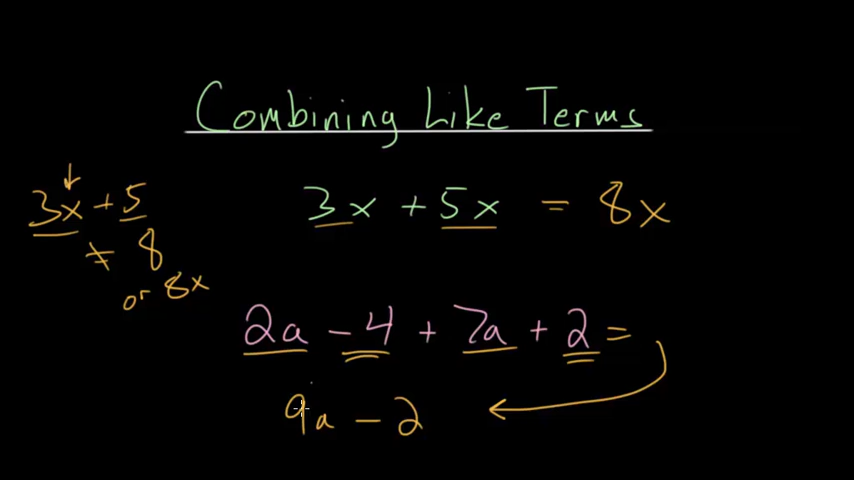 Combining Like Terms
3x + 5
≠ 8
or 8x
3x + 5x = 8x
2a - 4 + 7a + 2 =
9a - 2